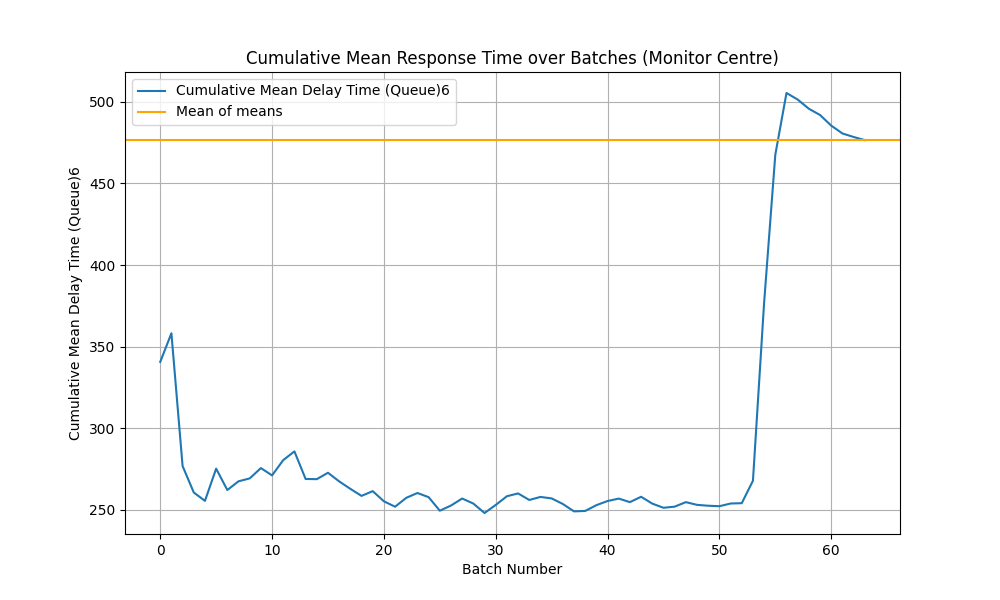 Cumulative Mean Response Time over Batches (Monitor Centre)
Cumulative Mean Delay Time (Queue)6
Mean of means
Cumulative Mean Delay Time (Queue)6
500
450
400
350
300
250
0 10 20 30 40 50 60
Batch Number